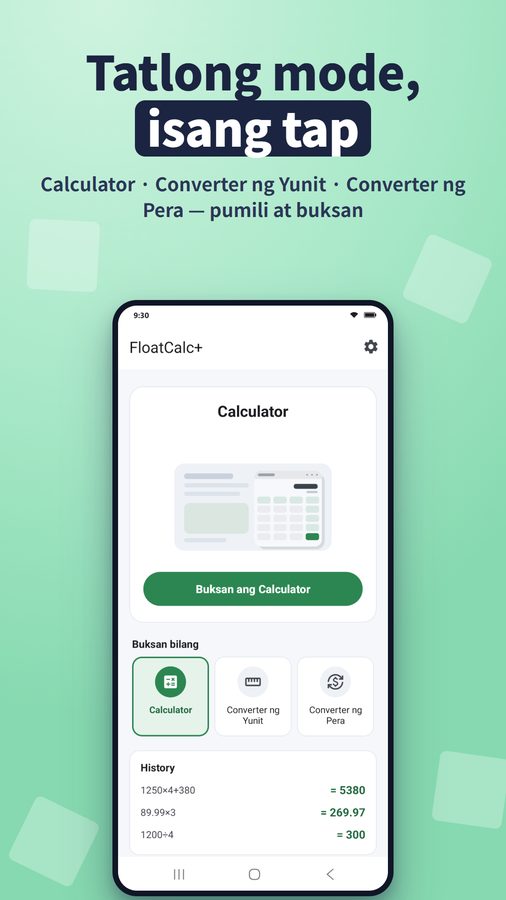 Tatlong mode,
isang tap
Calculator · Converter ng Yunit · Converter ng
Pera — pumili at buksan
9:30
FloatCalc+
Calculator
Buksan ang Calculator
Buksan bilang
Calculator
Converter ng
Yunit
Converter ng
Pera
History
1250×4+380 = 5380
89.99×3 = 269.97
1200÷4 = 300